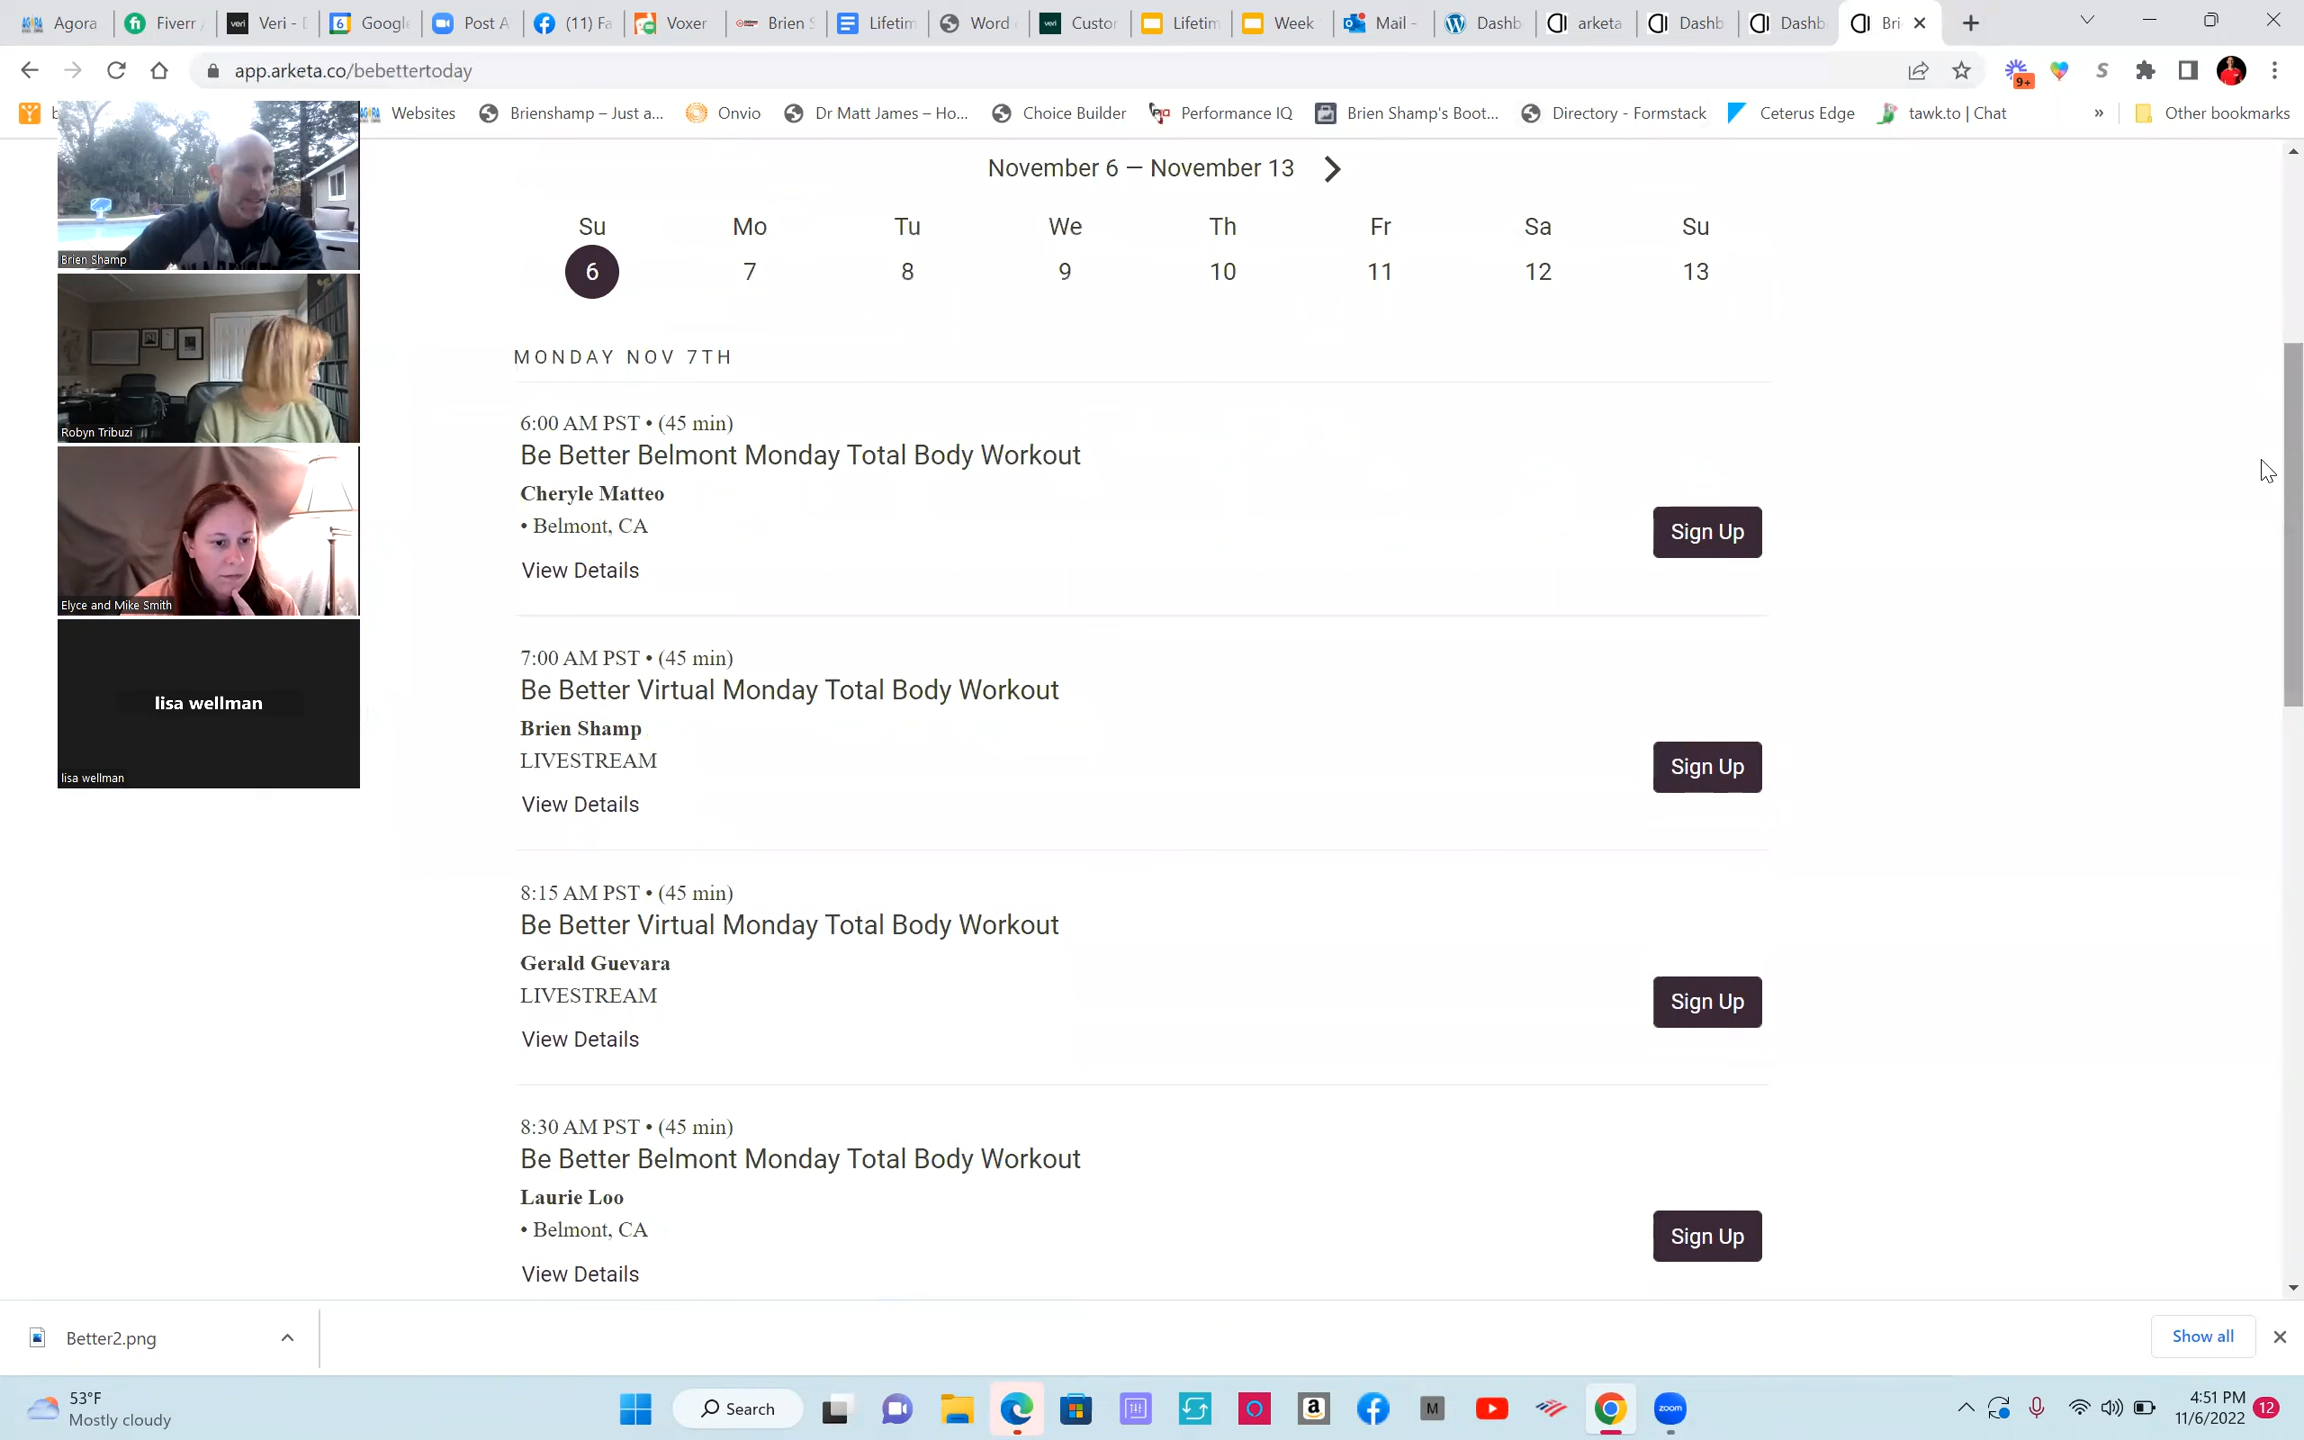 Agora
Fiverr
Veri - D
Google
Post A
(11) Fa
Voxer
Brien S
Lifetim
Word
Custor
Lifetim
Week
Mail -
Dashb
arketa
Dashb
Dashb
Bri
app.arketa.co/bebettertoday
9+
Websites
Brienshamp – Just a...
Onvio
Dr Matt James – Ho...
Choice Builder
Performance IQ
Brien Shamp's Boot...
Directory - Formstack
Ceterus Edge
tawk.to | Chat
»
Other bookmarks
Brien Shamp
Robyn Tribuzi
Elyce and Mike Smith
lisa wellman
lisa wellman
November 6 — November 13
Su Mo Tu We Th Fr Sa Su
6 7 8 9 10 11 12 13
MONDAY NOV 7TH
6:00 AM PST • (45 min)
Be Better Belmont Monday Total Body Workout
Cheryle Matteo
• Belmont, CA
View Details
Sign Up
7:00 AM PST • (45 min)
Be Better Virtual Monday Total Body Workout
Brien Shamp
LIVESTREAM
View Details
Sign Up
8:15 AM PST • (45 min)
Be Better Virtual Monday Total Body Workout
Gerald Guevara
LIVESTREAM
View Details
Sign Up
8:30 AM PST • (45 min)
Be Better Belmont Monday Total Body Workout
Laurie Loo
• Belmont, CA
View Details
Sign Up
Better2.png
Show all
53°F
Mostly cloudy
Search
zoom
4:51 PM
11/6/2022
12